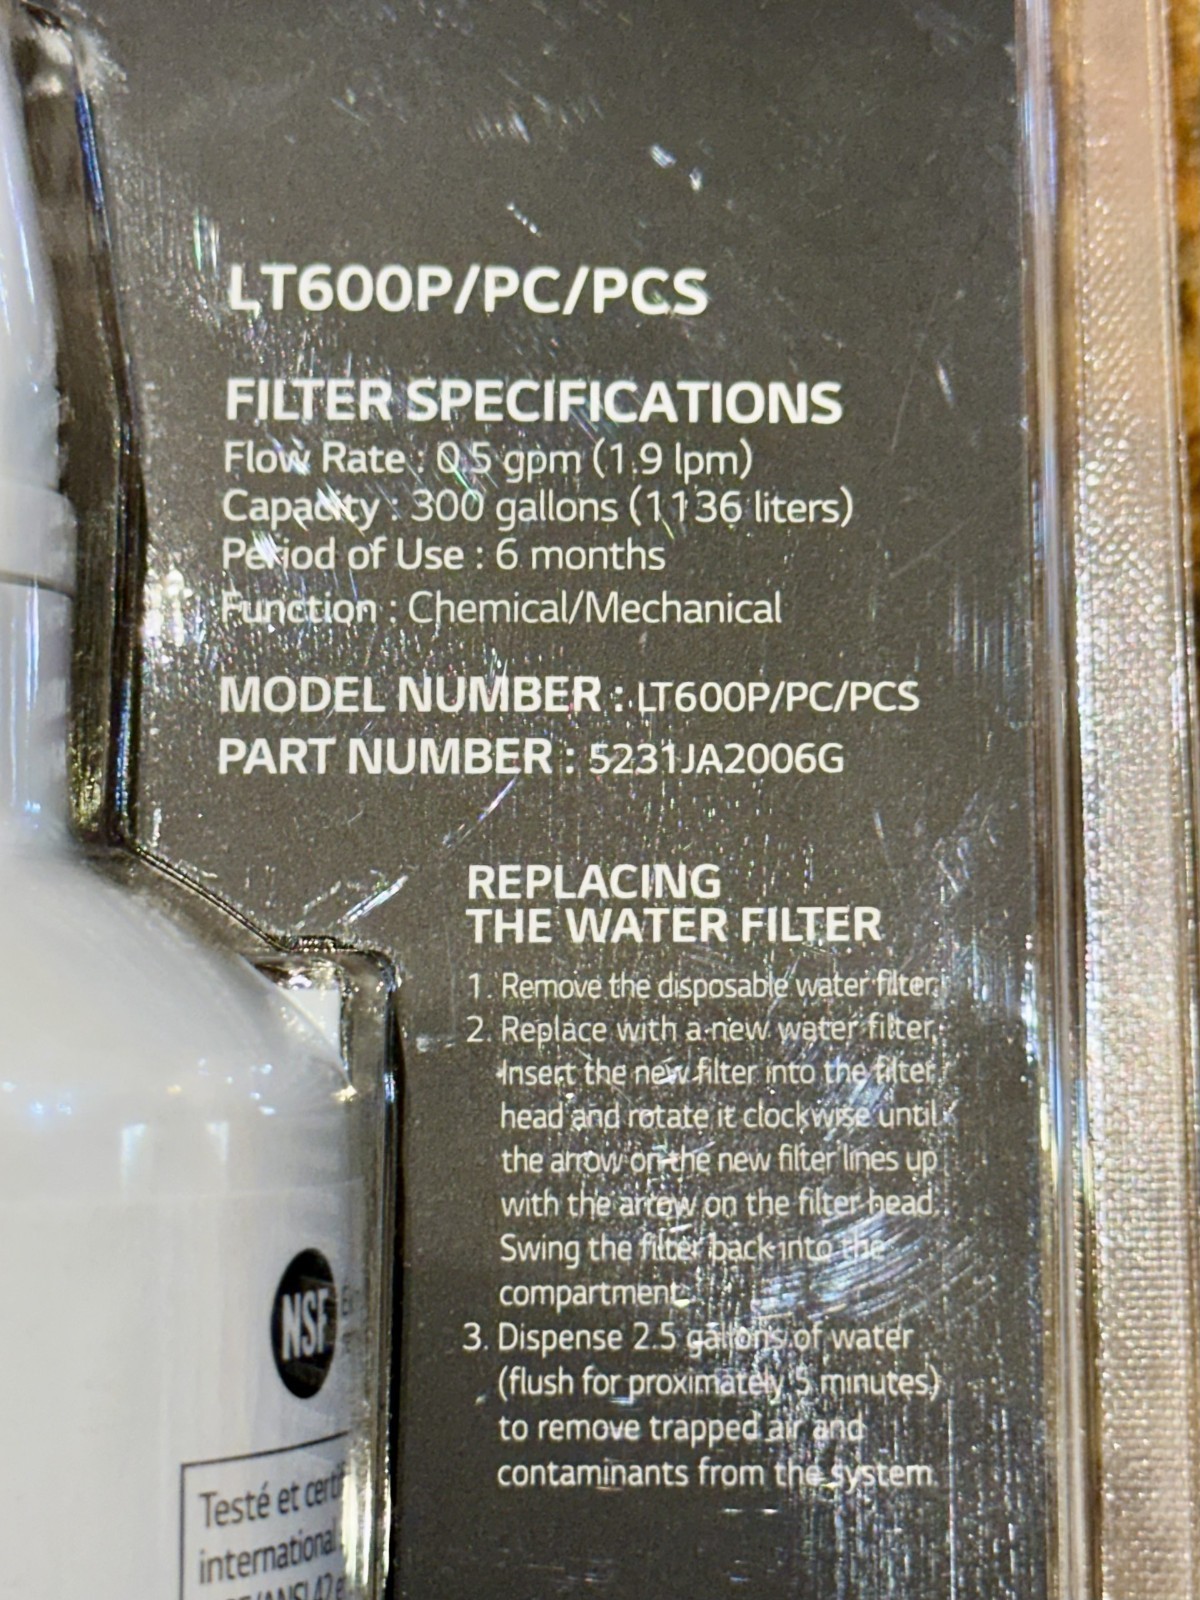 LT600P/PC/PCS
FILTER SPECIFICATIONS
Flow Rate : 0.5 gpm (1.9 lpm)
Capacity : 300 gallons (1136 liters)
Period of Use : 6 months
Function : Chemical/Mechanical
MODEL NUMBER : LT600P/PC/PCS
PART NUMBER : 5231JA2006G
REPLACING
THE WATER FILTER
1. Remove the disposable water filter.
2. Replace with a new water filter.
Insert the new filter into the filter
head and rotate it clockwise until
the arrow on the new filter lines up
with the arrow on the filter head.
Swing the filter back into the
compartment.
3. Dispense 2.5 gallons of water
(flush for proximately 5 minutes)
to remove trapped air and
contaminants from the system.
NSF
Testé et certi
international